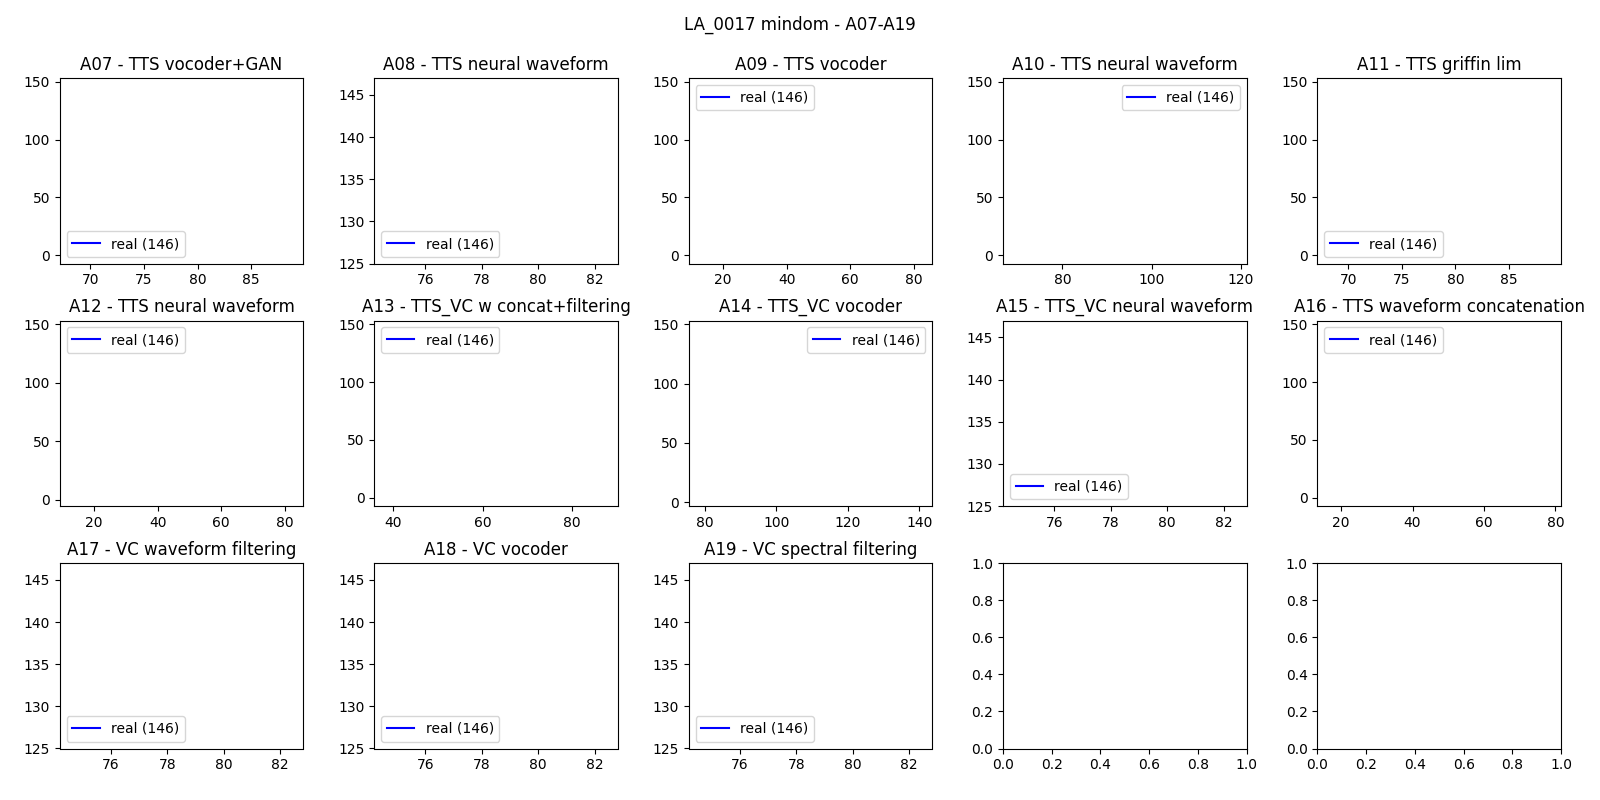 LA_0017 mindom - A07-A19
A07 - TTS vocoder+GAN
150
100
50
0
real (146)
70 75 80 85
A08 - TTS neural waveform
145
140
135
130
125
real (146)
76 78 80 82
A09 - TTS vocoder
150
100
50
0
real (146)
20 40 60 80
A10 - TTS neural waveform
150
100
50
0
real (146)
80 100 120
A11 - TTS griffin lim
150
100
50
0
real (146)
70 75 80 85
A12 - TTS neural waveform
150
100
50
0
real (146)
20 40 60 80
A13 - TTS_VC w concat+filtering
150
100
50
0
real (146)
40 60 80
A14 - TTS_VC vocoder
150
100
50
0
real (146)
80 100 120 140
A15 - TTS_VC neural waveform
145
140
135
130
125
real (146)
76 78 80 82
A16 - TTS waveform concatenation
150
100
50
0
real (146)
20 40 60 80
A17 - VC waveform filtering
145
140
135
130
125
real (146)
76 78 80 82
A18 - VC vocoder
145
140
135
130
125
real (146)
76 78 80 82
A19 - VC spectral filtering
145
140
135
130
125
real (146)
76 78 80 82
1.0
0.8
0.6
0.4
0.2
0.0
0.0 0.2 0.4 0.6 0.8 1.0
1.0
0.8
0.6
0.4
0.2
0.0
0.0 0.2 0.4 0.6 0.8 1.0